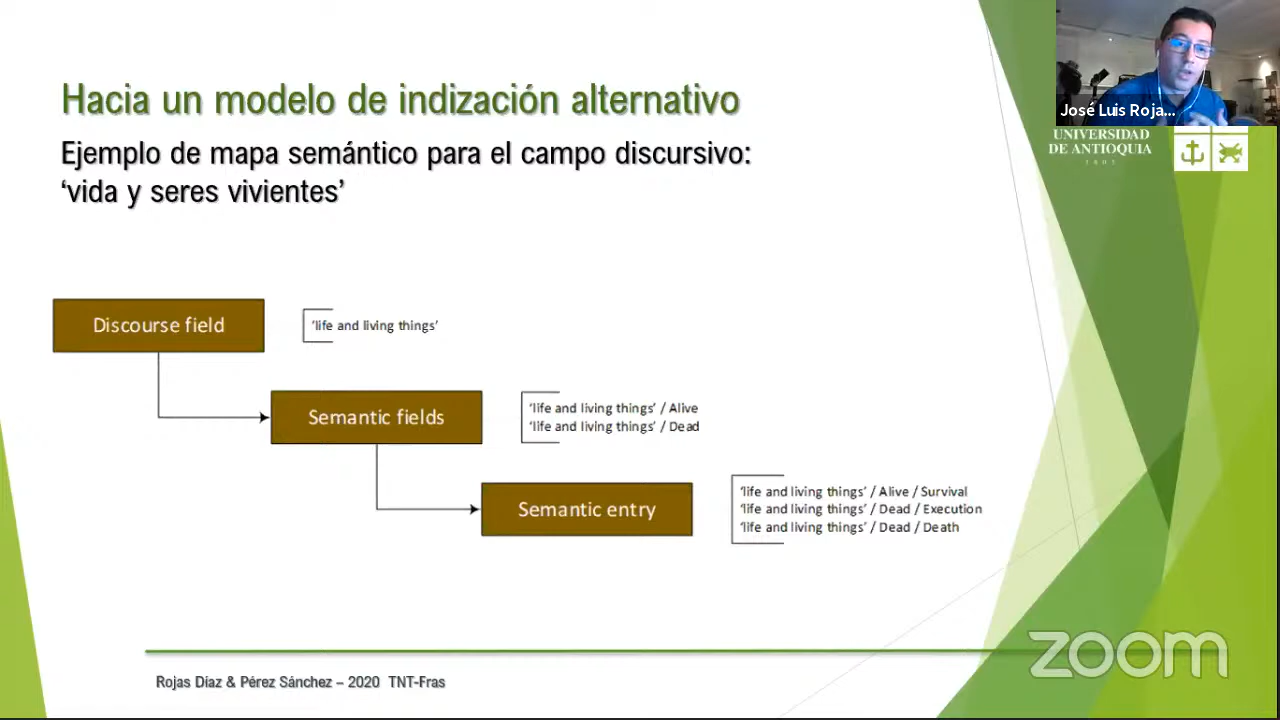 Hacia un modelo de indización alternativo
Ejemplo de mapa semántico para el campo discursivo:
‘vida y seres vivientes’
José Luis Roja...
UNIVERSIDAD
DE ANTIOQUIA
1803
Discourse field
‘life and living things’
Semantic fields
‘life and living things’ / Alive
‘life and living things’ / Dead
Semantic entry
‘life and living things’ / Alive / Survival
‘life and living things’ / Dead / Execution
‘life and living things’ / Dead / Death
zoom
Rojas Díaz & Pérez Sánchez – 2020 TNT-Fras